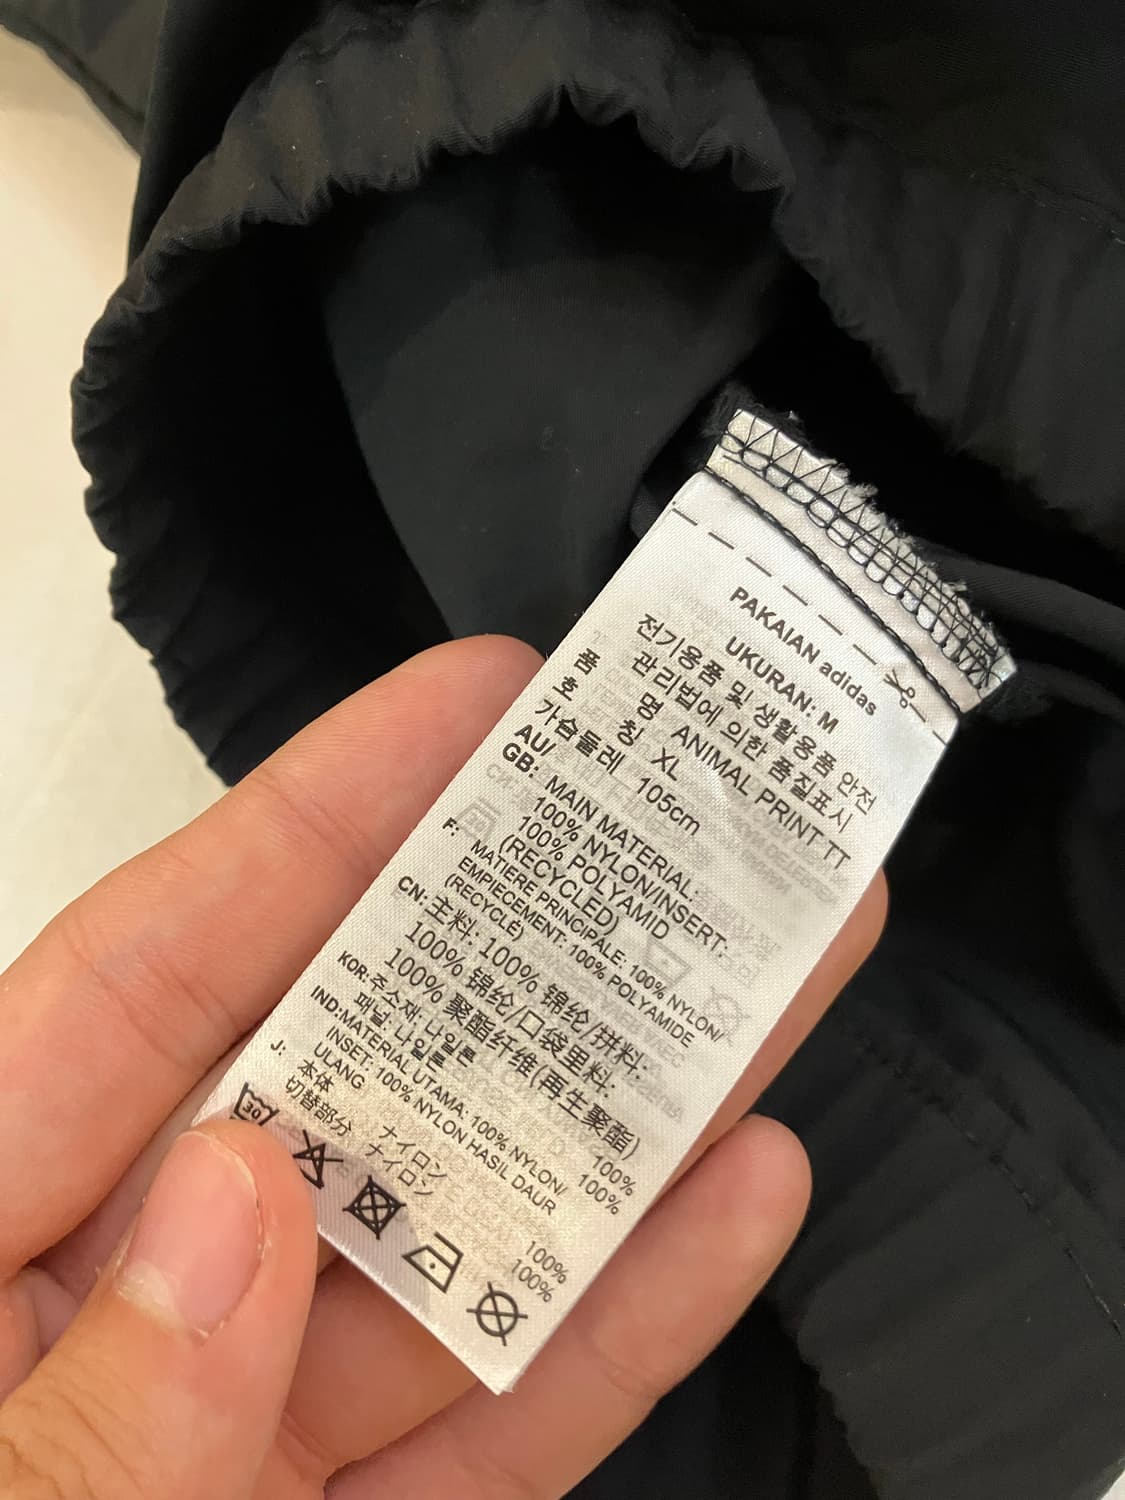 PAKAIAN adidas
UKURAN: M
전기용품 및 생활용품 안전
관리법에 의한 품질표시
품 명 ANIMAL PRINT TT
호 칭 XL
가슴둘레 105cm
AU/
GB: MAIN MATERIAL:
100% NYLON/INSERT:
100% POLYAMID
(RECYCLED)
F: MATIERE PRINCIPALE: 100% NYLON/
EMPIECEMENT: 100% POLYAMIDE
(RECYCLÉ)
CN: 主料: 100% 锦纶/拼料:
100% 锦纶/口袋里料:
100% 聚酯纤维(再生聚酯)
KOR: 주소재: 나일론 100%
패널: 나일론 100%
IND: MATERIAL UTAMA: 100% NYLON/
INSET: 100% NYLON HASIL DAUR
ULANG
J: 本体 ナイロン 100%
切替部分 ナイロン 100%
30